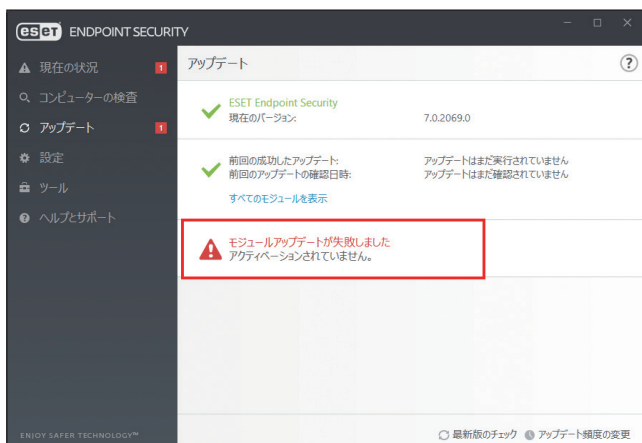 eset ENDPOINT SECURITY
現在の状況 1
コンピューターの検査
アップデート 1
設定
ツール
ヘルプとサポート
ENJOY SAFER TECHNOLOGY™
アップデート ?
ESET Endpoint Security
現在のバージョン: 7.0.2069.0
前回の成功したアップデート: アップデートはまだ実行されていません
前回のアップデートの確認日時: アップデートはまだ確認されていません
すべてのモジュールを表示
モジュールアップデートが失敗しました
アクティベーションされていません。
最新版のチェック アップデート頻度の変更